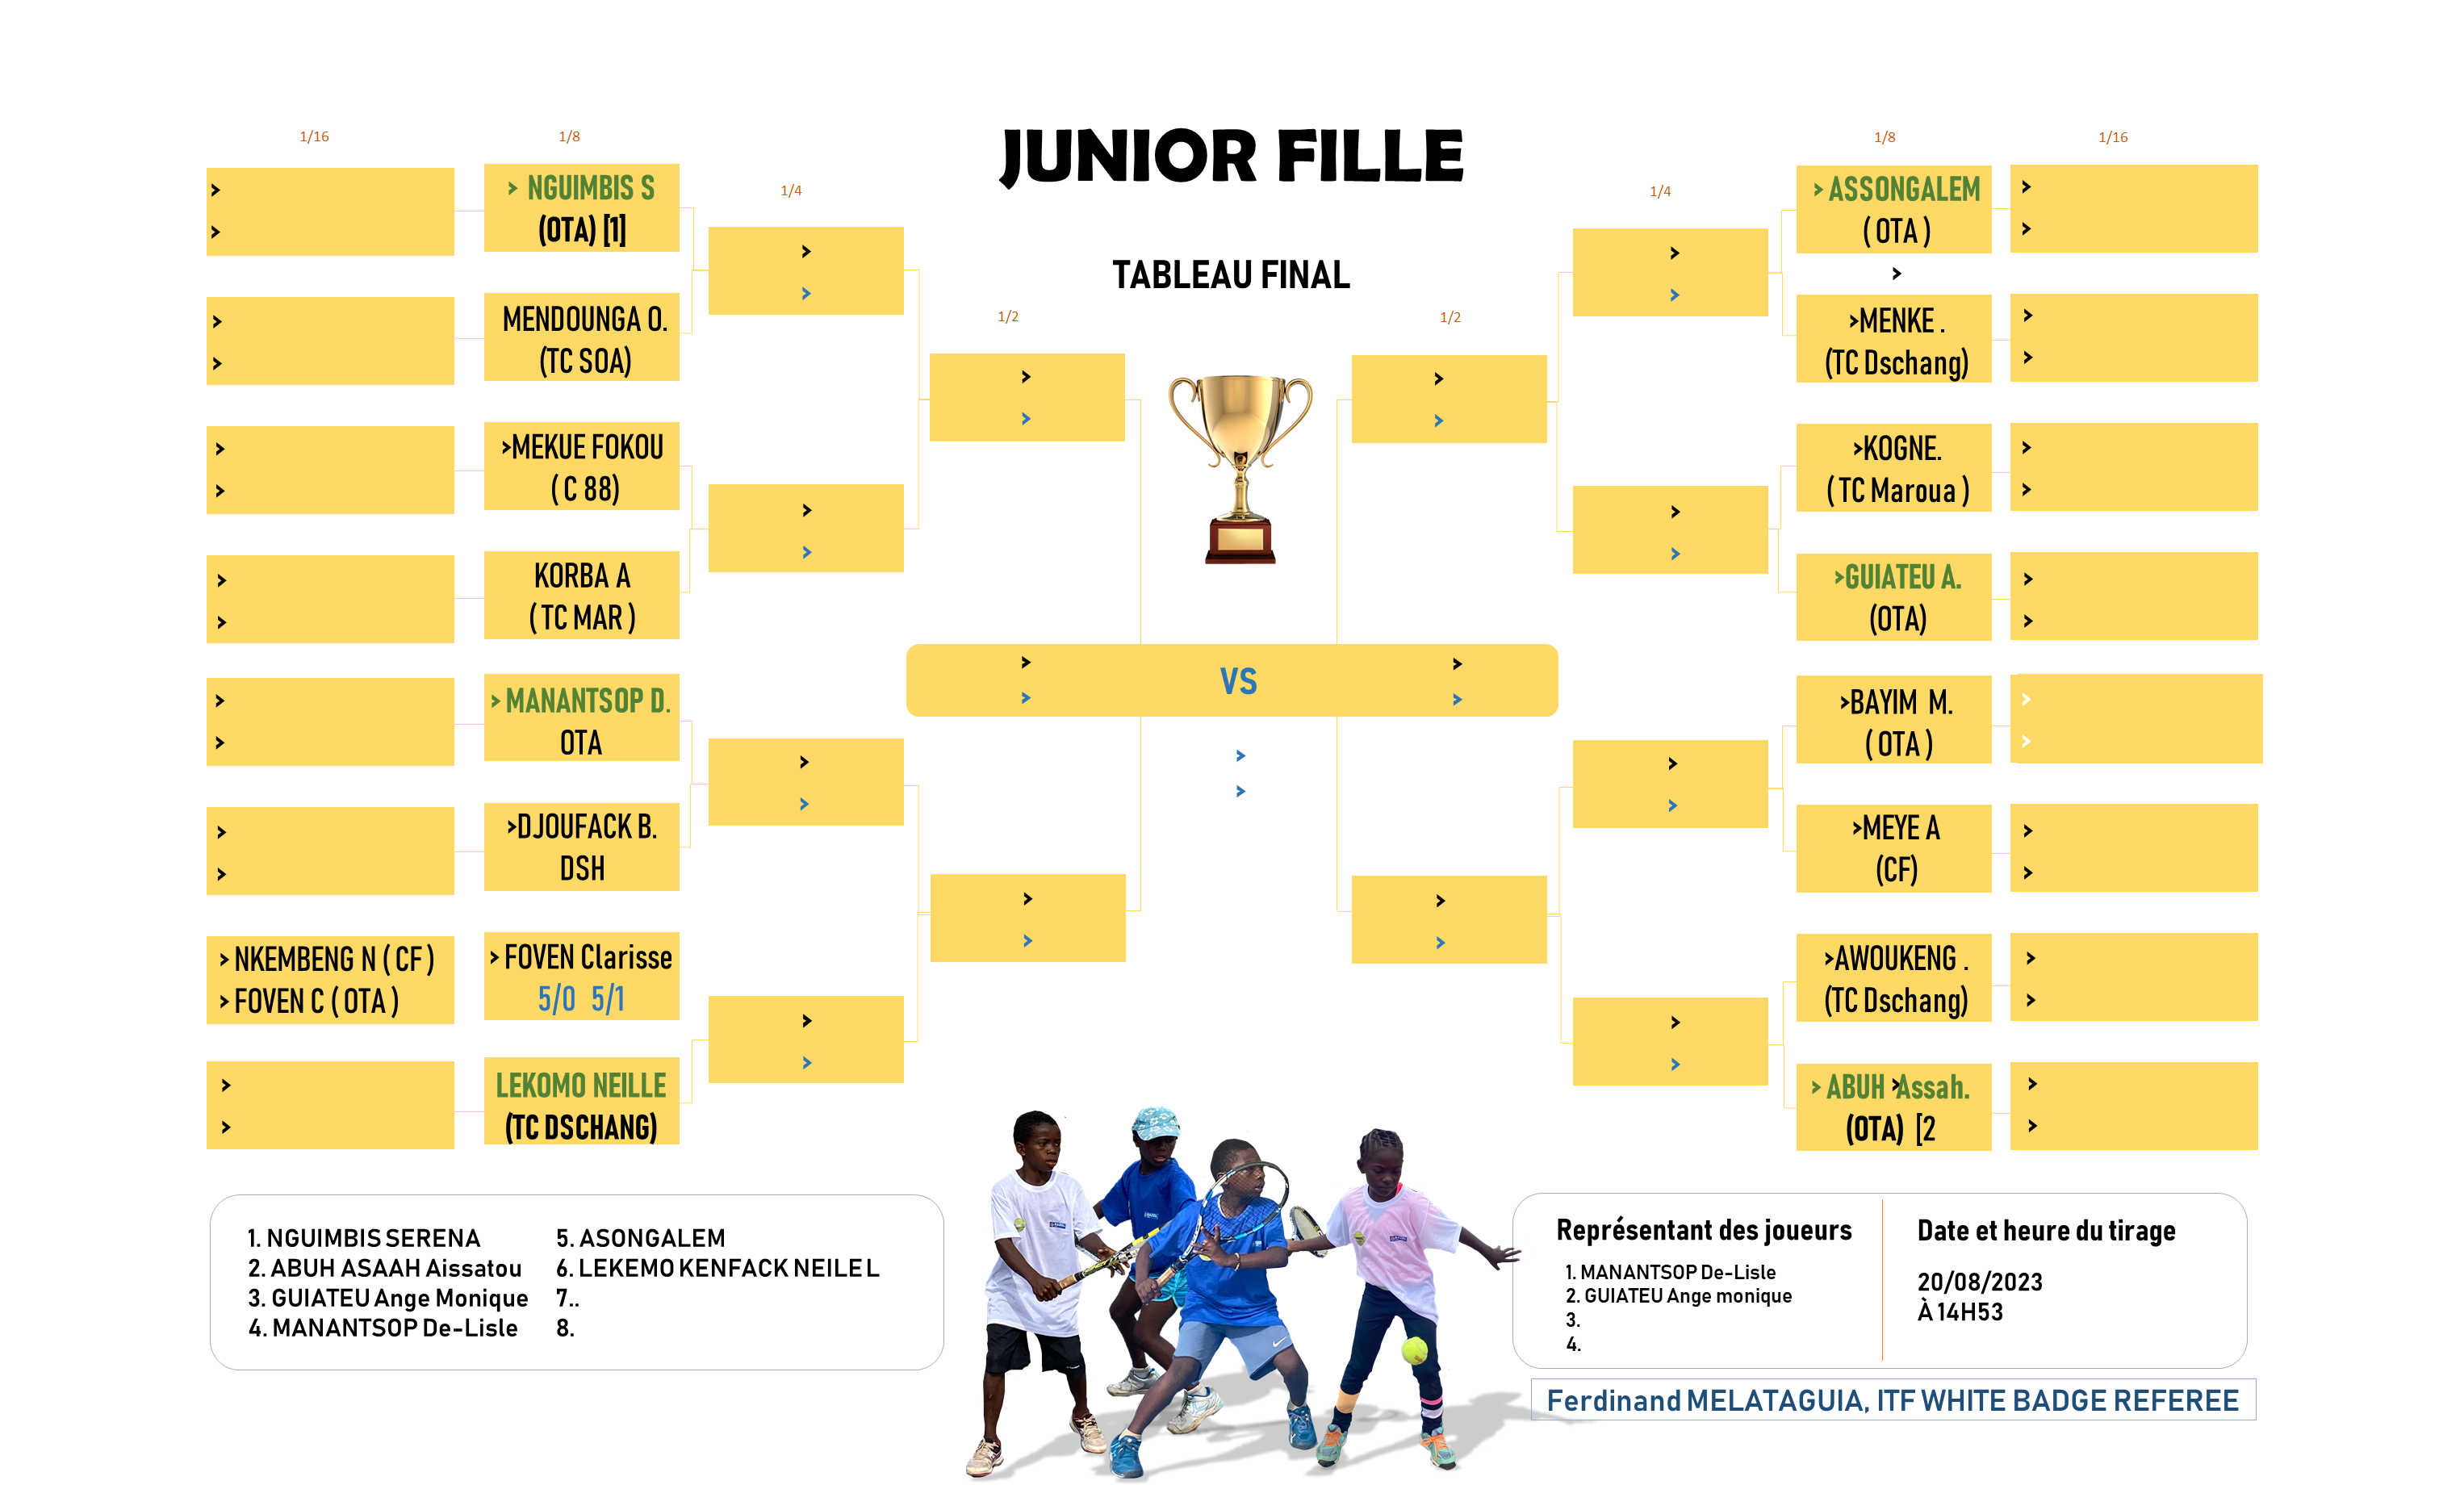 JUNIOR FILLE
TABLEAU FINAL
1/16
1/8
1/4
1/2
1/2
1/4
1/8
1/16
> NGUIMBIS S
(OTA) [1]
MENDOUNGA O.
(TC SOA)
>MEKUE FOKOU
( C 88)
KORBA A
( TC MAR )
> MANANTSOP D.
OTA
>DJOUFACK B.
DSH
> NKEMBENG N ( CF )
> FOVEN C ( OTA )
> FOVEN Clarisse
5/0 5/1
LEKOMO NEILLE
(TC DSCHANG)
VS
> ASSONGALEM
( OTA )
>MENKE .
(TC Dschang)
>KOGNE.
( TC Maroua )
>GUIATEU A.
(OTA)
>BAYIM M.
( OTA )
>MEYE A
(CF)
>AWOUKENG .
(TC Dschang)
> ABUH Assah.
(OTA) [2
1. NGUIMBIS SERENA
2. ABUH ASAAH Aissatou
3. GUIATEU Ange Monique
4. MANANTSOP De-Lisle
5. ASONGALEM
6. LEKEMO KENFACK NEILE L
7..
8.
Représentant des joueurs
1. MANANTSOP De-Lisle
2. GUIATEU Ange monique
3.
4.
Date et heure du tirage
20/08/2023
À 14H53
Ferdinand MELATAGUIA, ITF WHITE BADGE REFEREE